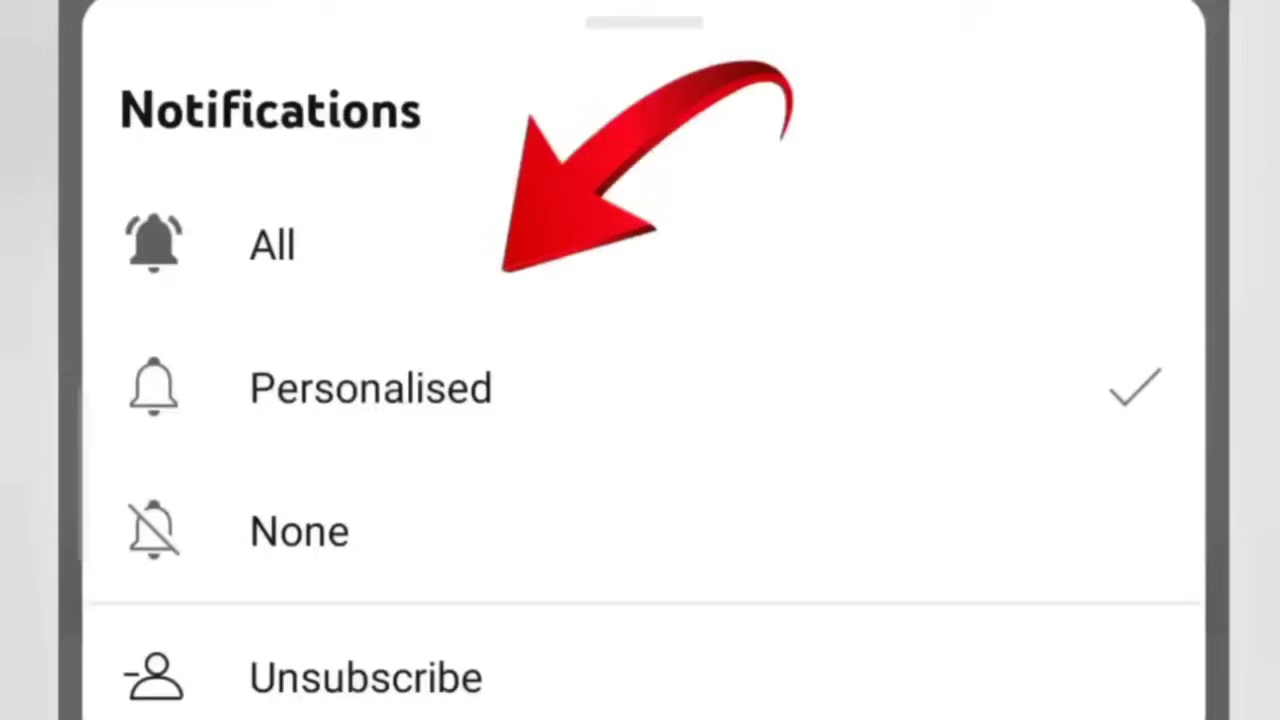 Notifications
All
Personalised
None
Unsubscribe